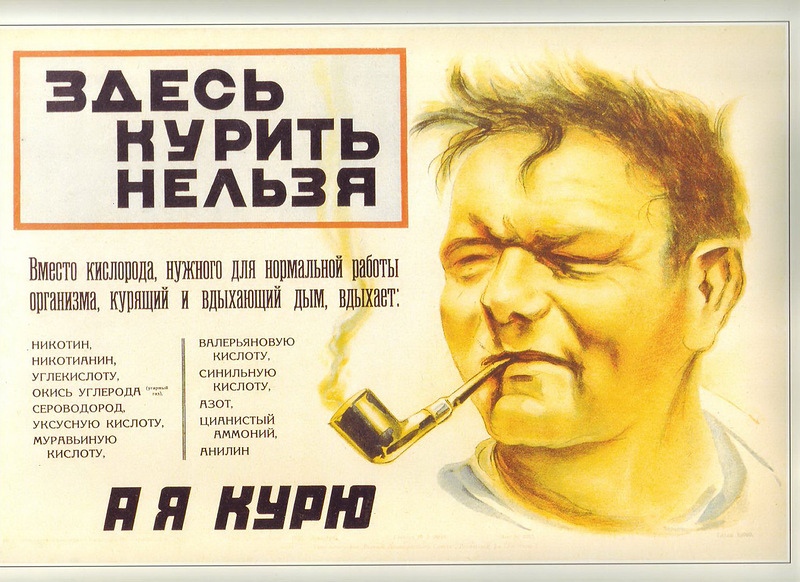 ЗДЕСЬ
КУРИТЬ
НЕЛЬЗЯ
Вместо кислорода, нужного для нормальной работы
организма, курящий и вдыхающий дым, вдыхает:
НИКОТИН,
НИКОТИАНИН,
УГЛЕКИСЛОТУ,
ОКИСЬ УГЛЕРОДА (угарный газ),
СЕРОВОДОРОД,
УКСУСНУЮ КИСЛОТУ,
МУРАВЬИНУЮ
КИСЛОТУ,
ВАЛЕРЬЯНОВУЮ
КИСЛОТУ,
СИНИЛЬНУЮ
КИСЛОТУ,
АЗОТ,
ЦИАНИСТЫЙ
АММОНИЙ,
АНИЛИН
А Я КУРЮ